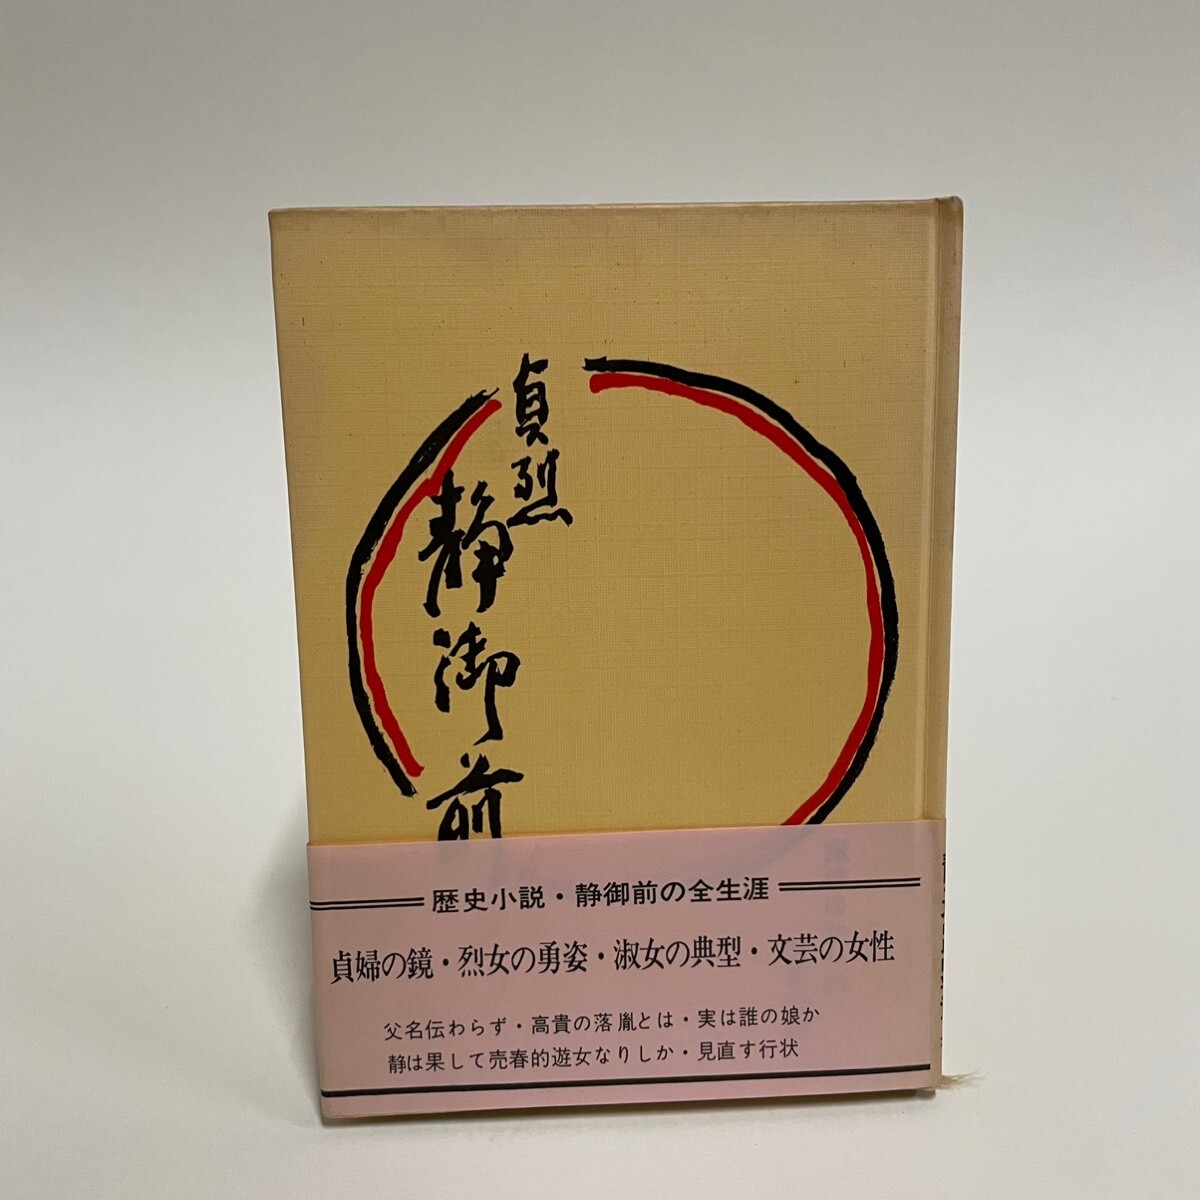 貞烈
静御前
歴史小説・静御前の全生涯
貞婦の鏡・烈女の勇姿・淑女の典型・文芸の女性
父名伝わらず・高貴の落胤とは・実は誰の娘か
静は果して売春的遊女なりしか・見直す行状